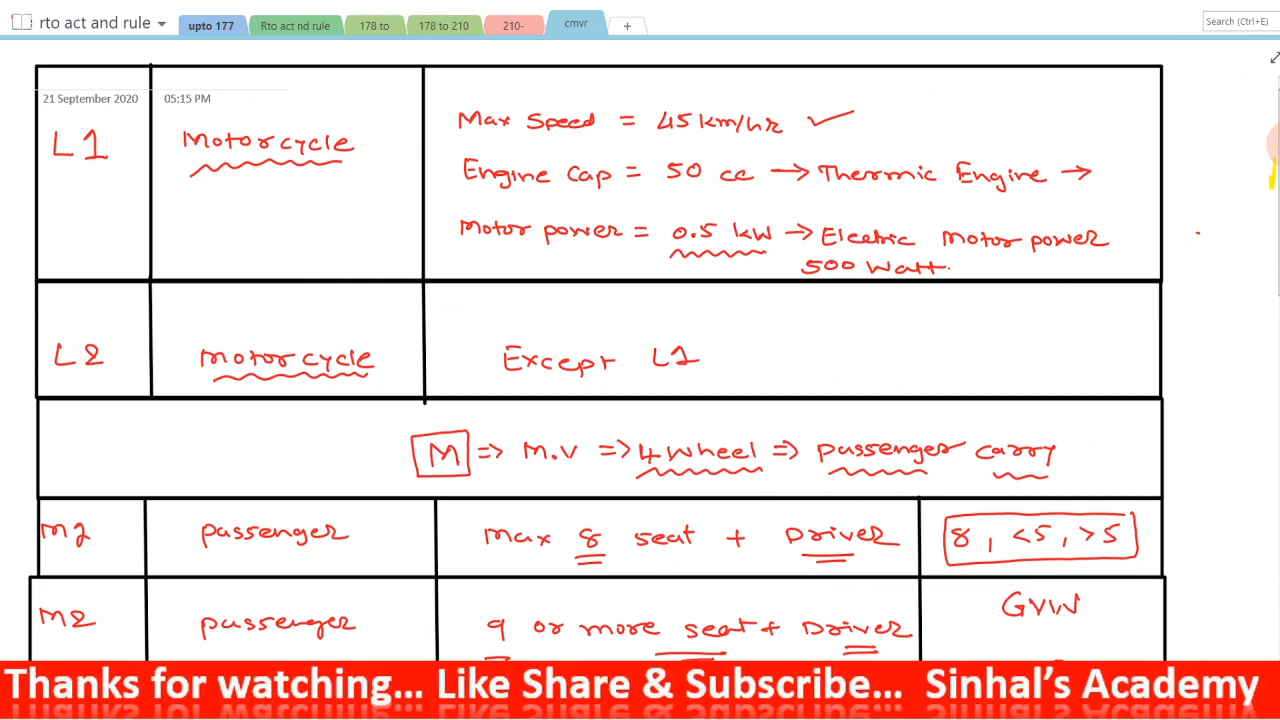 rto act and rule upto 177 Rto act nd rule 178 to 178 to 210 210- cmvr + Search (Ctrl+E)
21 September 2020 05:15 PM
L1 Motorcycle
Max Speed = 45 km/hr ✓
Engine Cap = 50 cc → Thermic Engine →
Motor power = 0.5 kW → Electric Motor power
500 Watt.
L2 Motorcycle Except L1
M ⇒ M.V ⇒ 4 wheel ⇒ passenger carry
M1 passenger Max 8 seat + Driver 8, <5, >5
M2 passenger 9 or more seat + Driver GVW
Thanks for watching... Like Share & Subscribe... Sinhal's Academy